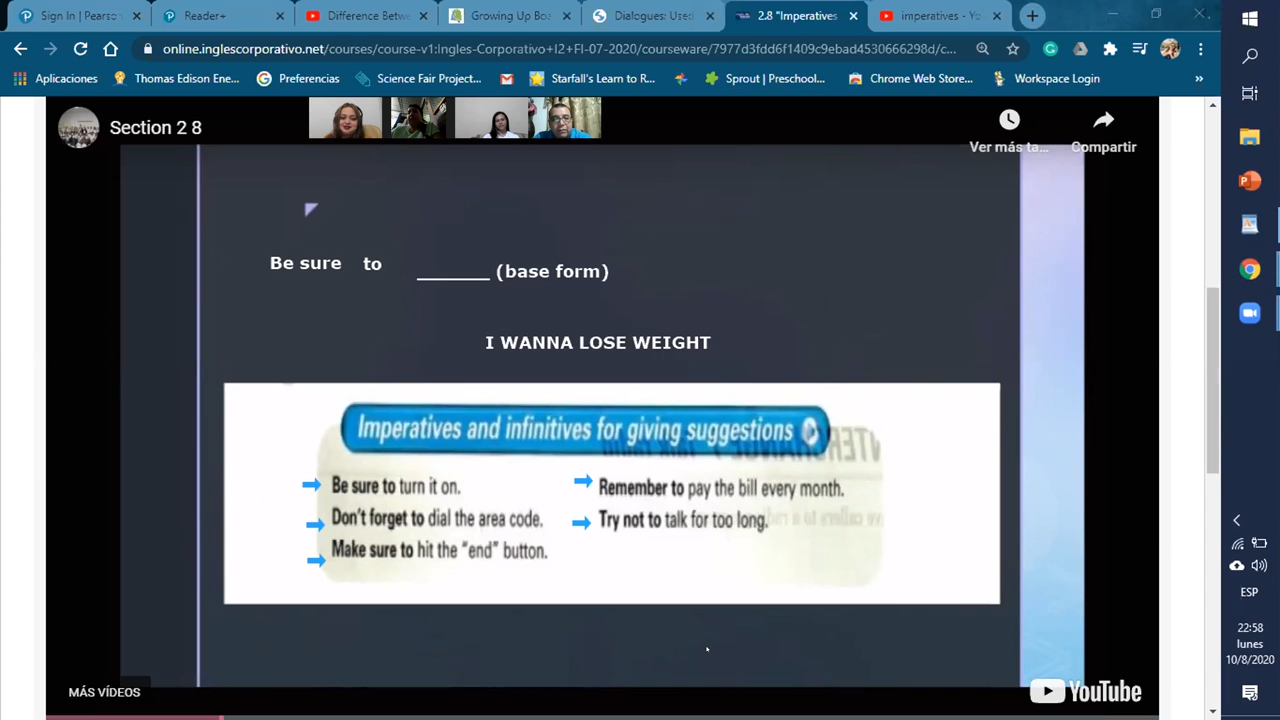 Sign In | Pearson
Reader+
Difference Betwe
Growing Up Boa
Dialogues: Used
2.8 "Imperatives
imperatives - Yo
online.inglescorporativo.net/courses/course-v1:Ingles-Corporativo+I2+FI-07-2020/courseware/7977d3fdd6f1409c9ebad4530666298d/c...
Aplicaciones
Thomas Edison Ene...
Preferencias
Science Fair Project...
Starfall's Learn to R...
Sprout | Preschool...
Chrome Web Store...
Workspace Login
Section 2 8
Ver más ta...
Compartir
Be sure to ________ (base form)
I WANNA LOSE WEIGHT
Imperatives and infinitives for giving suggestions
Be sure to turn it on.
Don't forget to dial the area code.
Make sure to hit the "end" button.
Remember to pay the bill every month.
Try not to talk for too long.
MÁS VÍDEOS
YouTube
ESP
22:58
lunes
10/8/2020